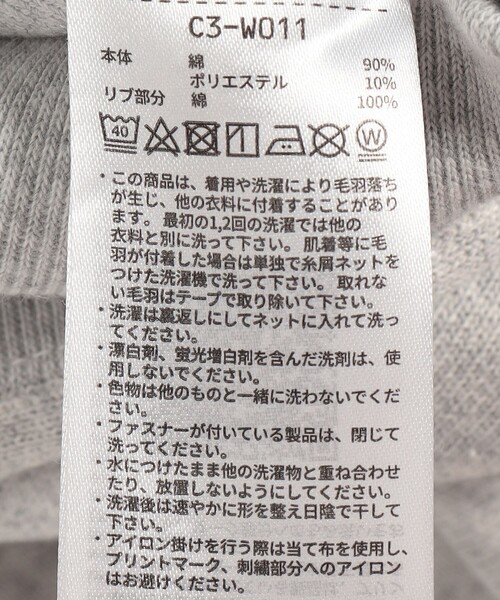 C3-W011
本体 綿 90%
ポリエステル 10%
リブ部分 綿 100%
40 W
・この商品は、着用や洗濯により毛羽落ち
が生じ、他の衣料に付着することがあり
ます。最初の1,2回の洗濯では他の
衣料と別に洗って下さい。肌着等に毛
羽が付着した場合は単独で糸屑ネットを
つけた洗濯機で洗って下さい。取れな
い毛羽はテープで取り除いて下さい。
・洗濯は裏返しにしてネットに入れて洗っ
てください。
・漂白剤、蛍光増白剤を含んだ洗剤は、使
用しないでください。
・色物は他のものと一緒に洗わないでくだ
さい。
・ファスナーが付いている製品は、閉じて
洗ってください。
・水につけたまま他の洗濯物と重ね合わせ
たり、放置しないようにしてください。
・洗濯後は速やかに形を整え日陰で干して
下さい。
・アイロン掛けを行う際は当て布を使用し、
プリントマーク、刺繍部分へのアイロン
はお避けください。